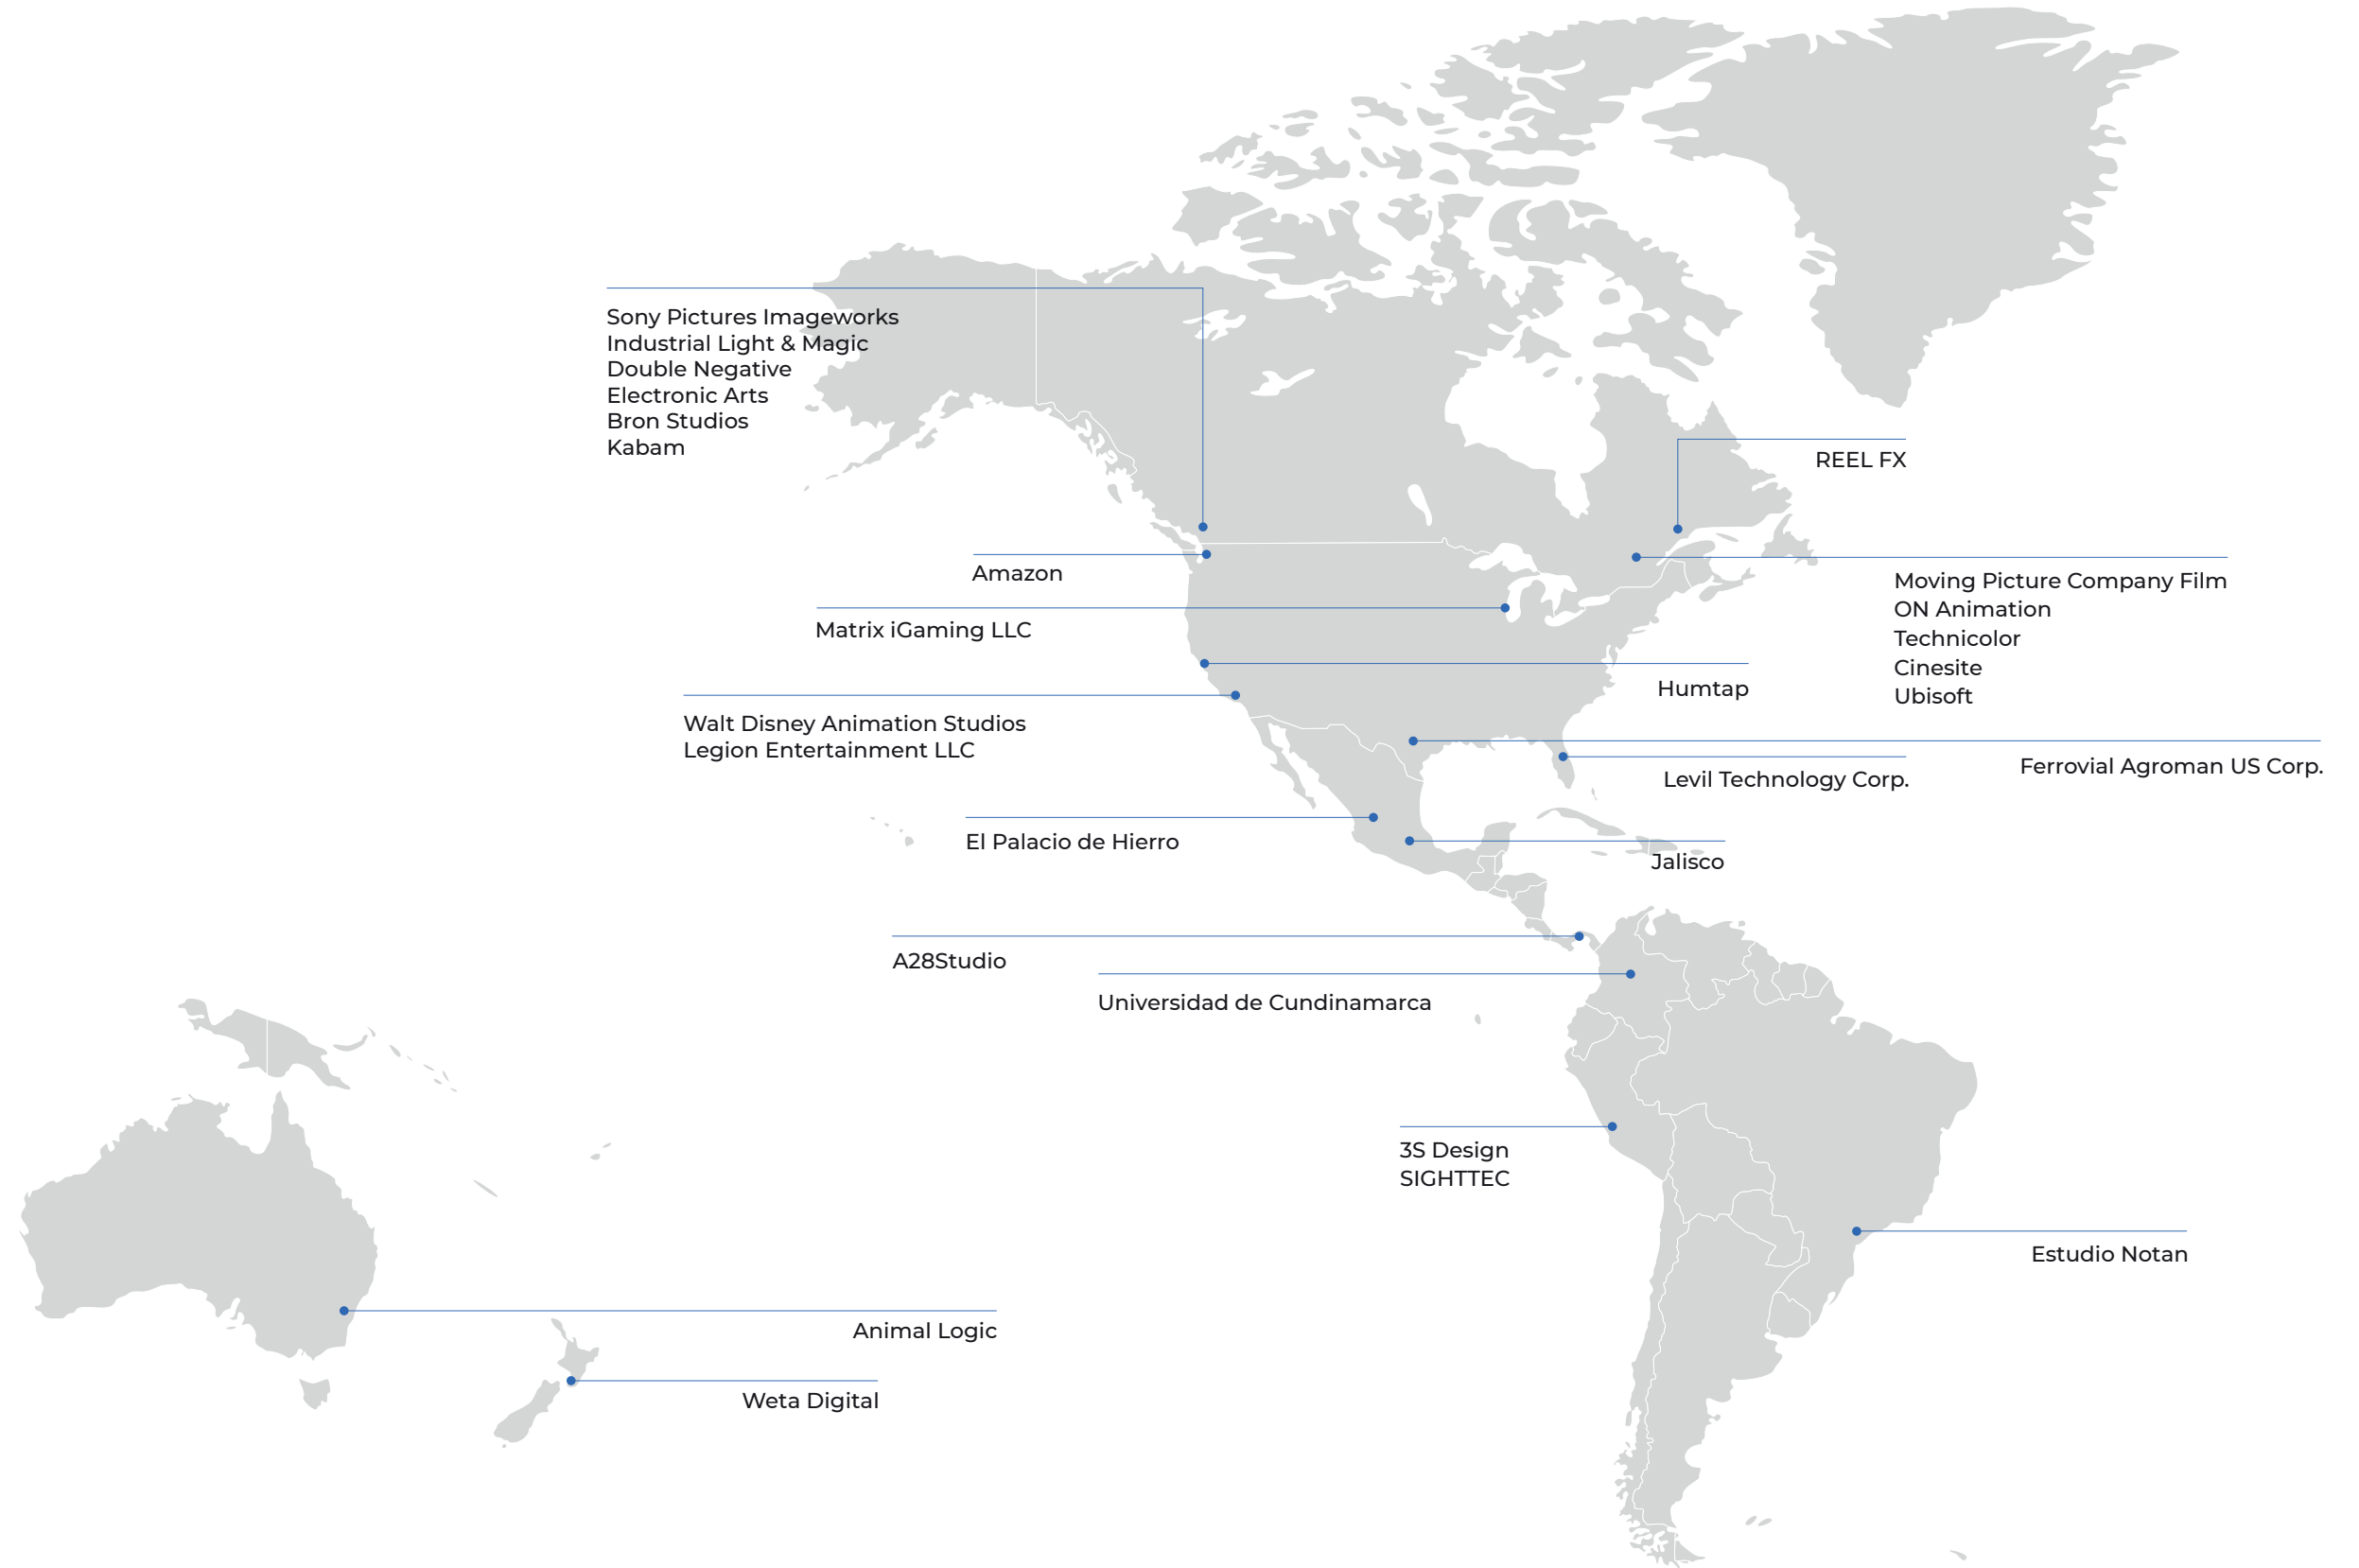 Sony Pictures Imageworks
Industrial Light & Magic
Double Negative
Electronic Arts
Bron Studios
Kabam
REEL FX
Amazon
Moving Picture Company Film
ON Animation
Technicolor
Cinesite
Ubisoft
Matrix iGaming LLC
Humtap
Walt Disney Animation Studios
Legion Entertainment LLC
Ferrovial Agroman US Corp.
Levil Technology Corp.
El Palacio de Hierro
Jalisco
A28Studio
Universidad de Cundinamarca
3S Design
SIGHTTEC
Estudio Notan
Animal Logic
Weta Digital